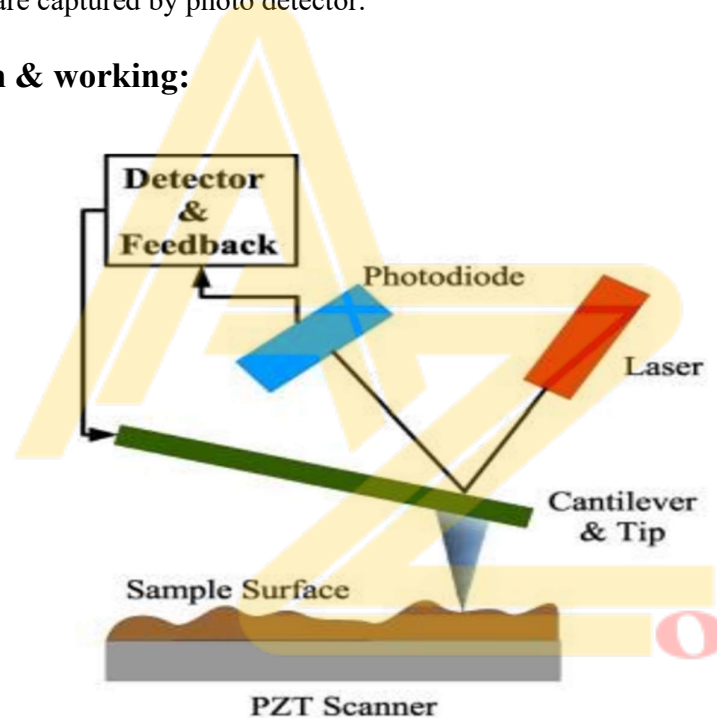 are captured by photo detector.
n & working:
Detector
&
Feedback
Photodiode
Laser
Cantilever
& Tip
Sample Surface
PZT Scanner